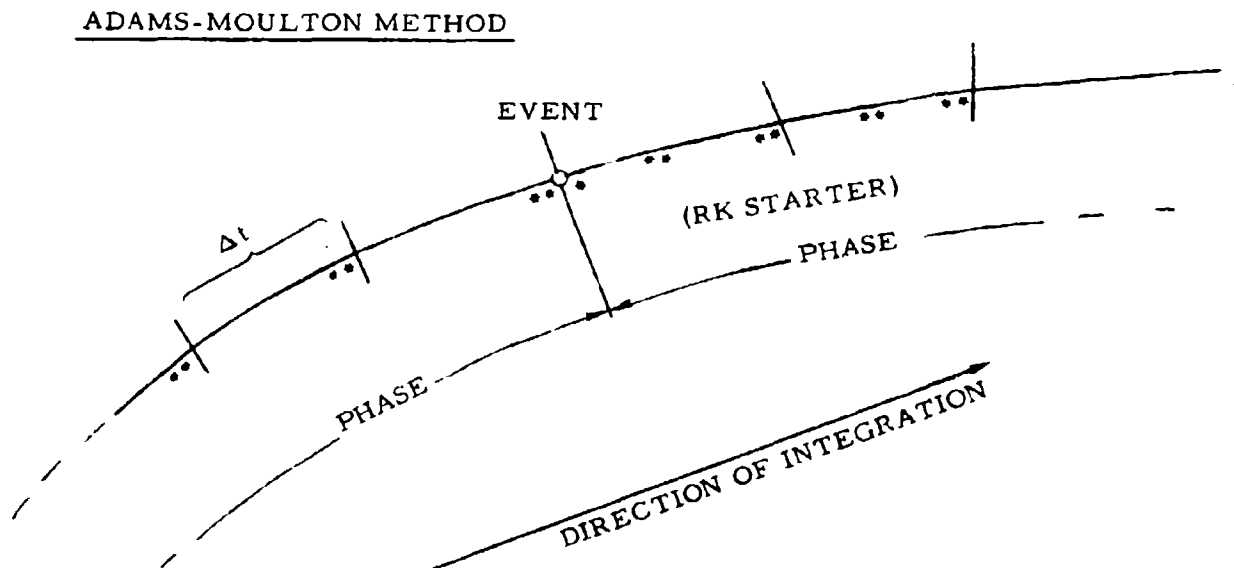 ADAMS-MOULTON METHOD
EVENT
Δt
(RK STARTER)
PHASE
PHASE
DIRECTION OF INTEGRATION